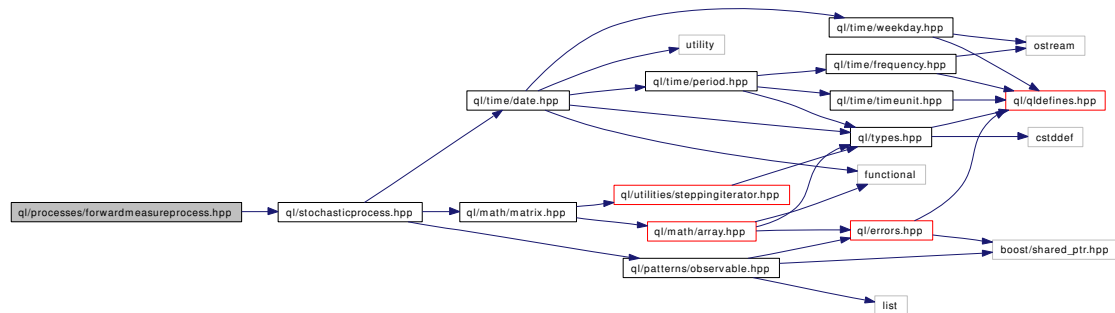 ql/time/weekday.hpp
utility
ostream
ql/time/frequency.hpp
ql/time/period.hpp
ql/time/date.hpp
ql/time/timeunit.hpp
ql/qldefines.hpp
ql/types.hpp
cstddef
functional
ql/utilities/steppingiterator.hpp
ql/processes/forwardmeasureprocess.hpp
ql/stochasticprocess.hpp
ql/math/matrix.hpp
ql/math/array.hpp
ql/errors.hpp
boost/shared_ptr.hpp
ql/patterns/observable.hpp
list